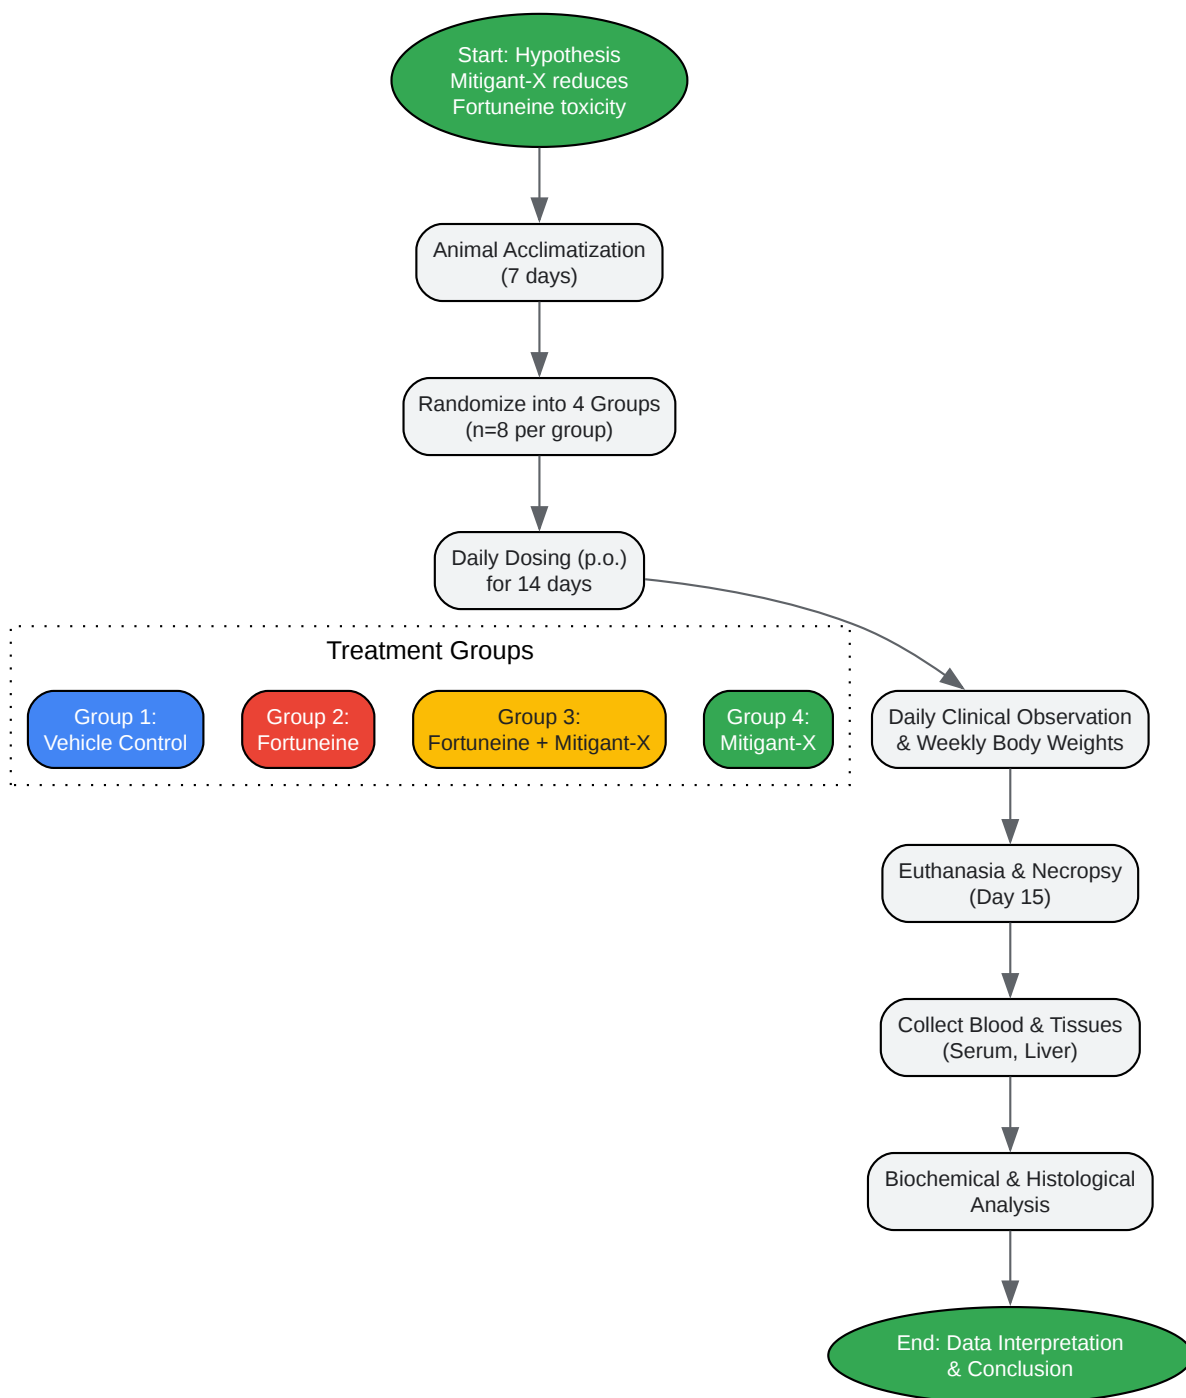 Start: Hypothesis
Mitigant-X reduces
Fortuneine toxicity
Animal Acclimatization
(7 days)
Randomize into 4 Groups
(n=8 per group)
Daily Dosing (p.o.)
for 14 days
Treatment Groups
Group 1:
Vehicle Control
Group 2:
Fortuneine
Group 3:
Fortuneine + Mitigant-X
Group 4:
Mitigant-X
Daily Clinical Observation
& Weekly Body Weights
Euthanasia & Necropsy
(Day 15)
Collect Blood & Tissues
(Serum, Liver)
Biochemical & Histological
Analysis
End: Data Interpretation
& Conclusion